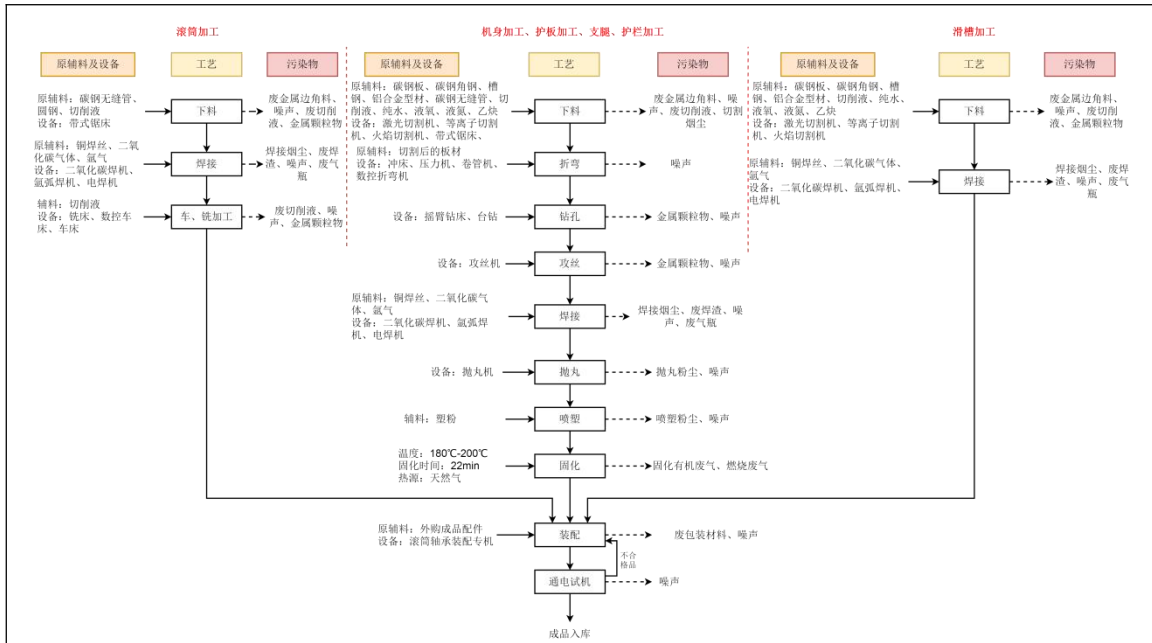 滚筒加工
原辅料及设备
工艺
污染物
原辅料：碳钢无缝管、
圆钢、切削液
设备：带式锯床
下料
废金属边角料、
噪声、废切削
液、金属颗粒物
原辅料：铜焊丝、二氧
化碳气体、氩气
设备：二氧化碳焊机、
氩弧焊机、电焊机
焊接
焊接烟尘、废焊
渣、噪声、废气
瓶
辅料：切削液
设备：铣床、数控车
床、车床
车、铣加工
废切削液、噪
声、金属颗粒物
机身加工、护板加工、支腿、护栏加工
原辅料及设备
工艺
污染物
原辅料：碳钢板、碳钢角钢、槽
钢、铝合金型材、碳钢无缝管、切
削液、纯水、液氧、液氮、乙炔
设备：激光切割机、等离子切割
机、火焰切割机、带式锯床、
下料
废金属边角料、噪
声、废切削液、切割
烟尘
原辅料：切割后的板材
设备：冲床、压力机、卷管机、
数控折弯机
折弯
噪声
设备：摇臂钻床、台钻
钻孔
金属颗粒物、噪声
设备：攻丝机
攻丝
金属颗粒物、噪声
原辅料：铜焊丝、二氧化碳气
体、氩气
设备：二氧化碳焊机、氩弧焊
机、电焊机
焊接
焊接烟尘、废焊渣、噪
声、废气瓶
设备：抛丸机
抛丸
抛丸粉尘、噪声
辅料：塑粉
喷塑
喷塑粉尘、噪声
温度：180℃-200℃
固化时间：22min
热源：天然气
固化
固化有机废气、燃烧废气
滑槽加工
原辅料及设备
工艺
污染物
原辅料：碳钢板、碳钢角钢、槽
钢、铝合金型材、切削液、纯水、
液氧、液氮、乙炔
设备：激光切割机、等离子切割
机、火焰切割机、带式锯床
下料
废金属边角料、
噪声、废切削
液、金属颗粒物
原辅料：铜焊丝、二氧化碳气体、
氩气
设备：二氧化碳焊机、氩弧焊机、
电焊机
焊接
焊接烟尘、废焊
渣、噪声、废气
瓶
原辅料：外购成品配件
设备：滚筒轴承装配专机
装配
废包装材料、噪声
不合
格品
通电试机
噪声
成品入库